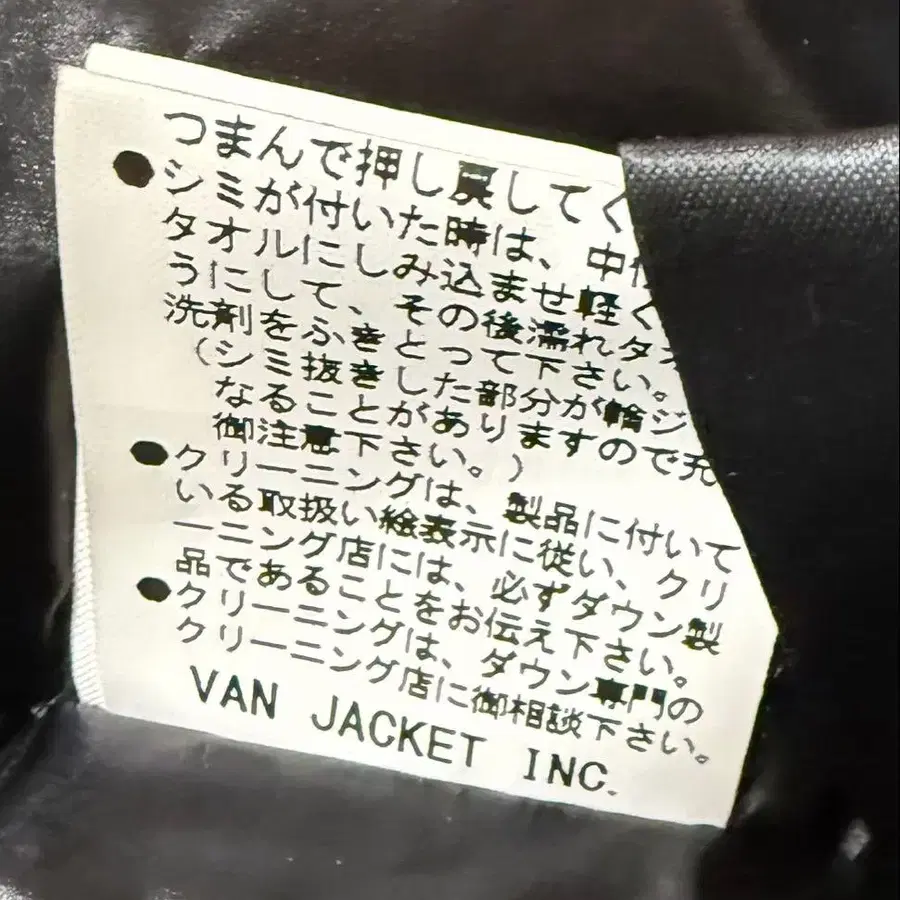 つまんで押し戻してく
●シミが付いた時は、中
タオルにしみ込ませ軽く
うにして、その後濡れタ
洗剤をふきとって下さい。
(シミ抜きした部分が輪ジ
なることがありますので充
御注意下さい。)
●クリーニングは、製品に付いて
いる取扱い絵表示に従い、クリ
ーニング店には、必ずダウン製
品であることをお伝え下さい。
●クリーニングは、ダウン専門の
クリーニング店に御相談下さい。
VAN JACKET INC.